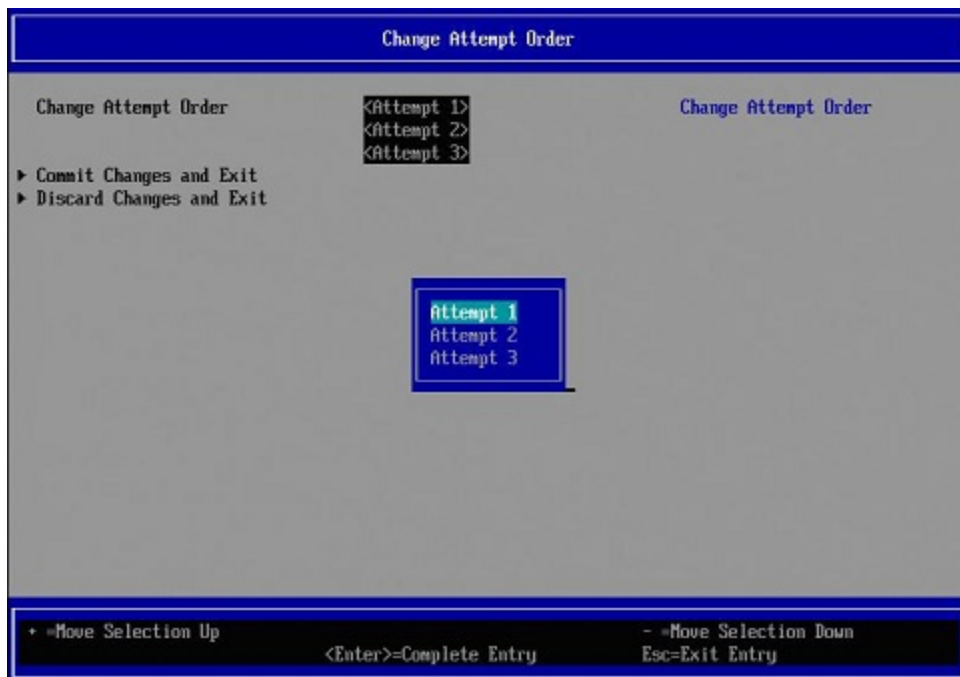 Change Attempt Order
Change Attempt Order <Attempt 1> Change Attempt Order
<Attempt 2>
<Attempt 3>
▶ Commit Changes and Exit
▶ Discard Changes and Exit
Attempt 1
Attempt 2
Attempt 3
+ =Move Selection Up - =Move Selection Down
<Enter>=Complete Entry Esc=Exit Entry